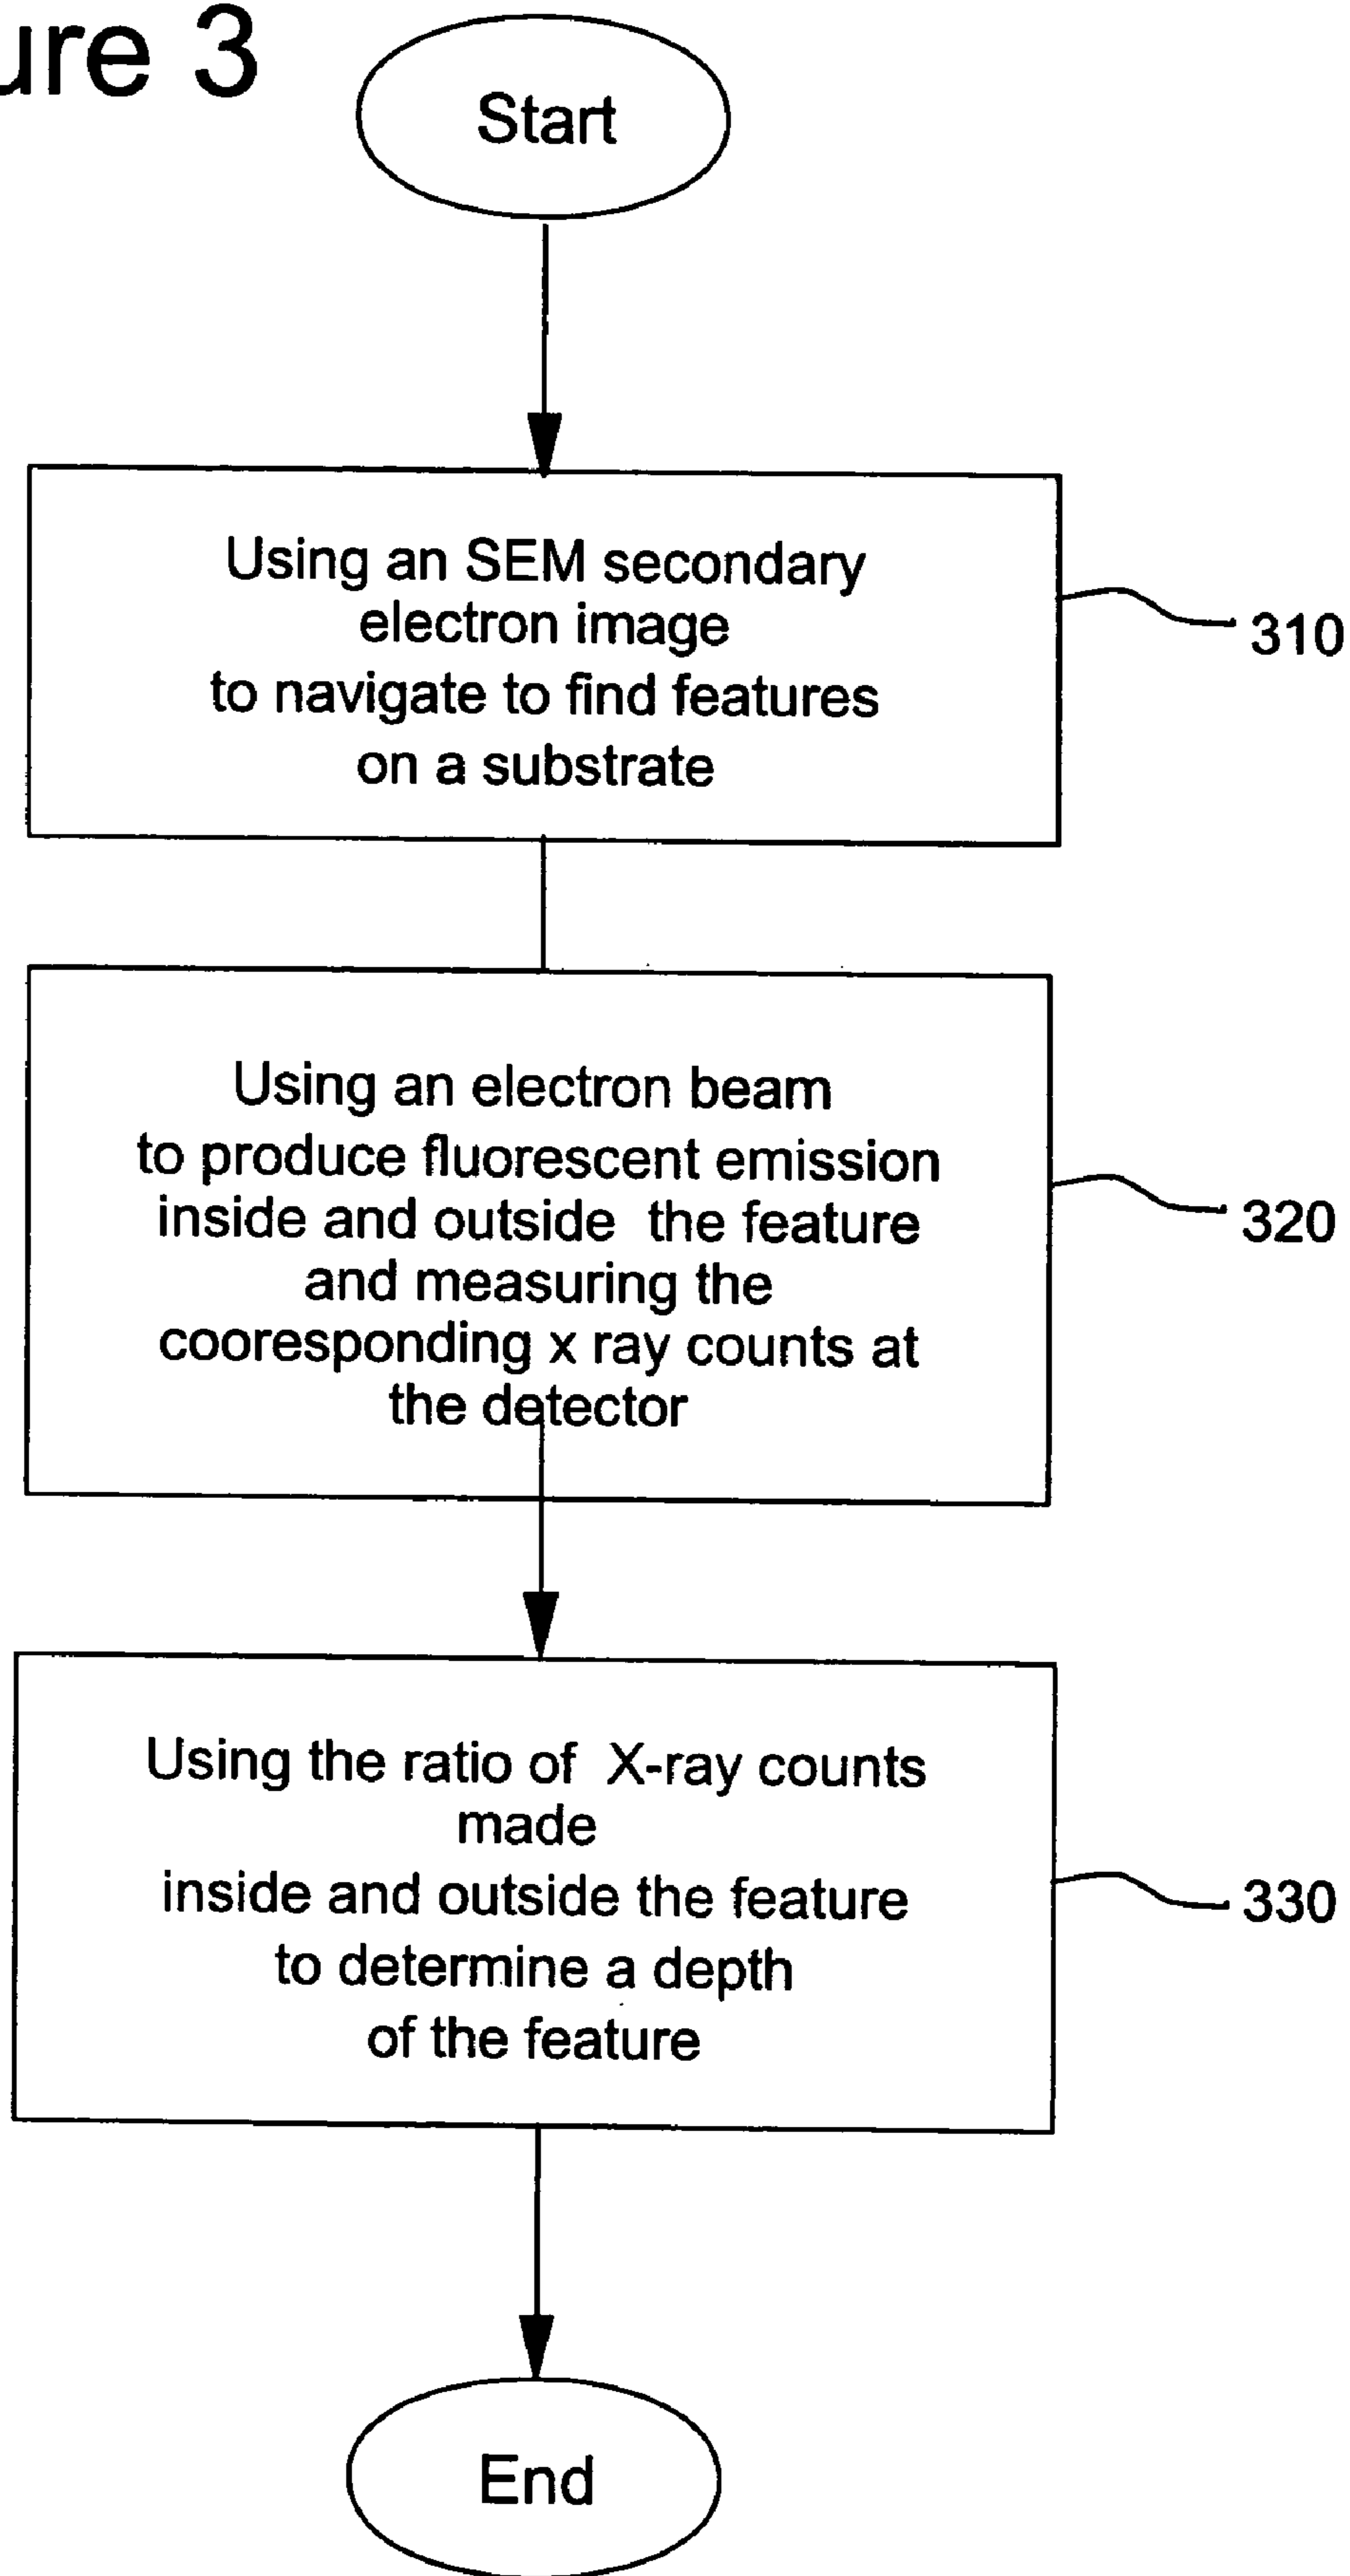 ure 3
Start
Using an SEM secondary
electron image
to navigate to find features
on a substrate
310
Using an electron beam
to produce fluorescent emission
inside and outside the feature
and measuring the
cooresponding x ray counts at
the detector
320
Using the ratio of X-ray counts
made
inside and outside the feature
to determine a depth
of the feature
330
End